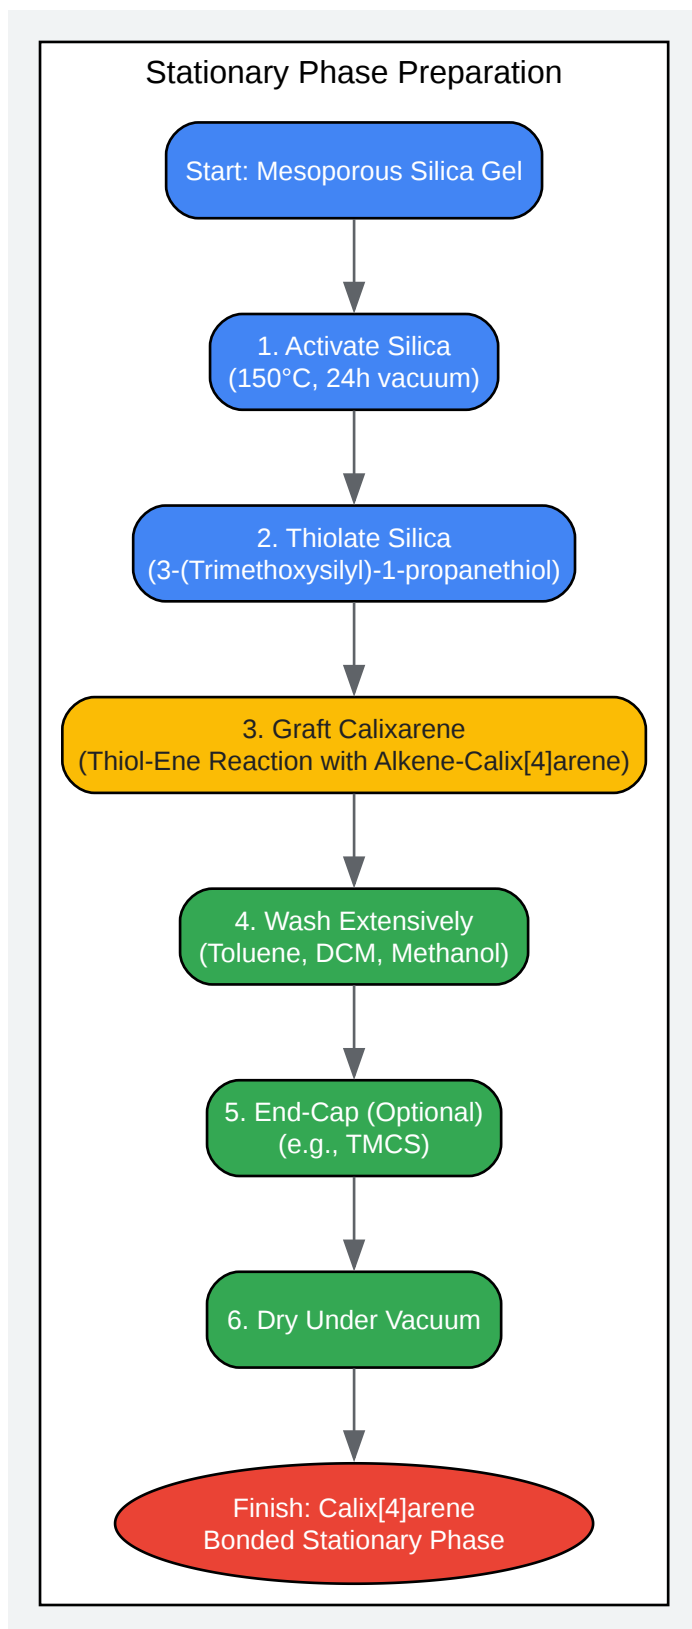 Stationary Phase Preparation
Start: Mesoporous Silica Gel
1. Activate Silica
(150°C, 24h vacuum)
2. Thiolate Silica
(3-(Trimethoxysilyl)-1-propanethiol)
3. Graft Calixarene
(Thiol-Ene Reaction with Alkene-Calix[4]arene)
4. Wash Extensively
(Toluene, DCM, Methanol)
5. End-Cap (Optional)
(e.g., TMCS)
6. Dry Under Vacuum
Finish: Calix[4]arene
Bonded Stationary Phase